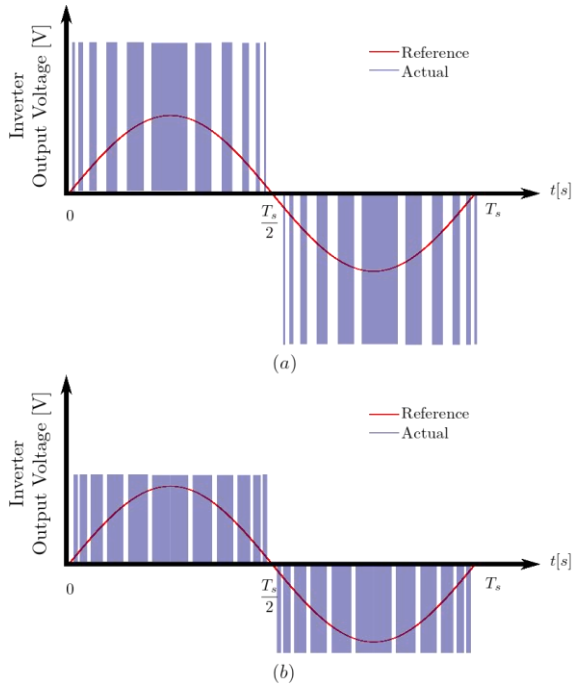 Inverter
Output Voltage [V]
Reference
Actual
t[s]
0
T_s
2
T_s
(a)
Inverter
Output Voltage [V]
Reference
Actual
t[s]
0
T_s
2
T_s
(b)